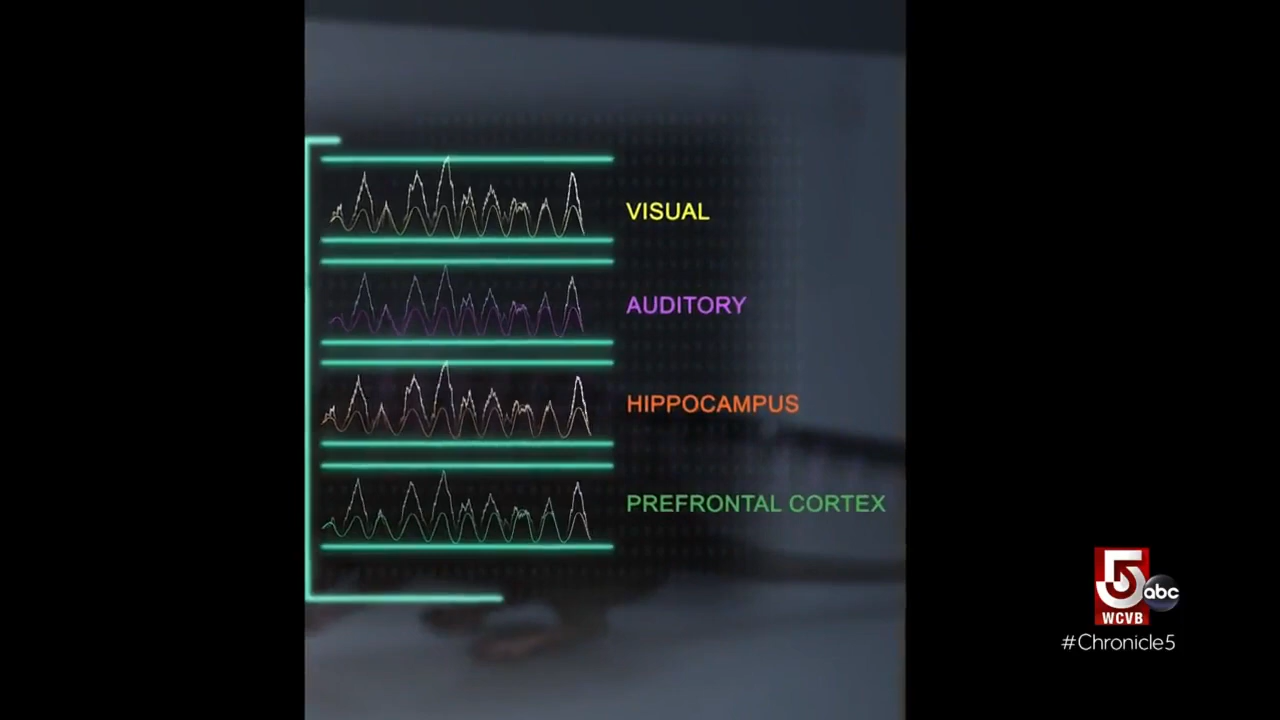 VISUAL
AUDITORY
HIPPOCAMPUS
PREFRONTAL CORTEX
5
abc
WCVB
#Chronicle5